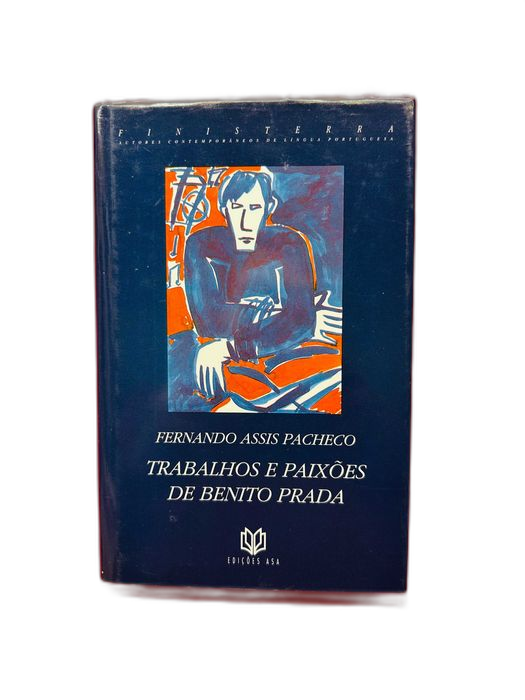 FINISTERRA
AUTORES CONTEMPORÂNEOS DE LÍNGUA PORTUGUESA
FERNANDO ASSIS PACHECO
TRABALHOS E PAIXÕES
DE BENITO PRADA
EDIÇÕES ASA